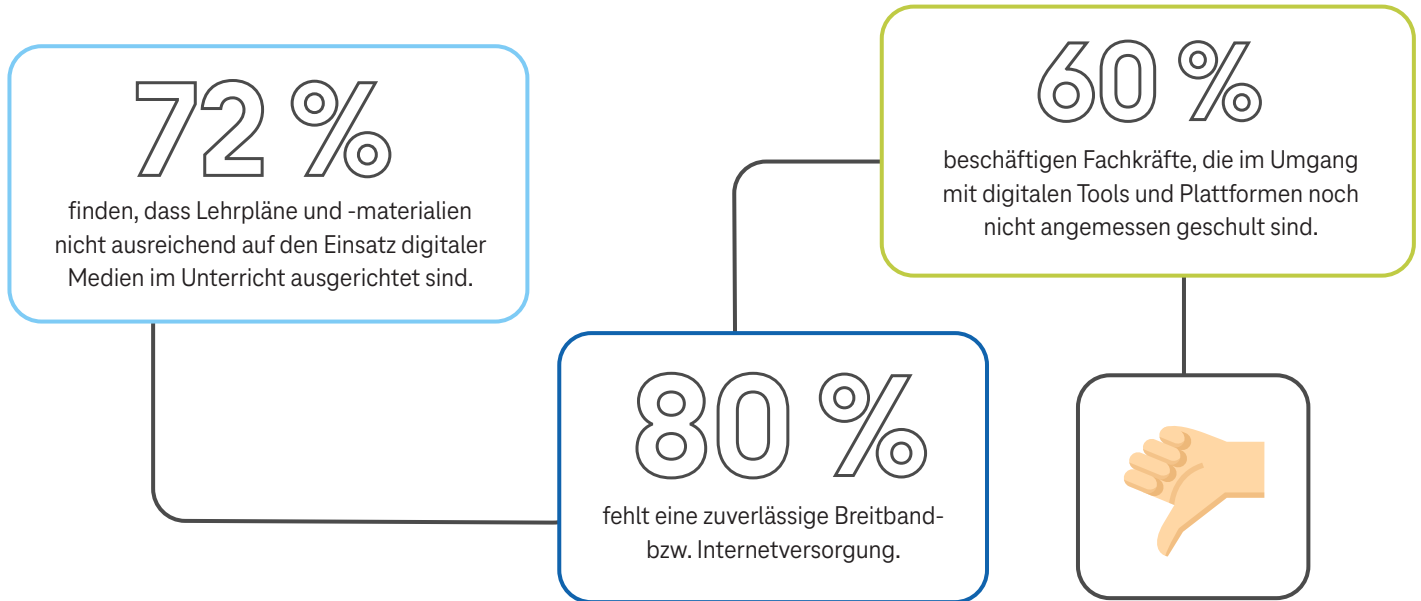 72 %
finden, dass Lehrpläne und -materialien
nicht ausreichend auf den Einsatz digitaler
Medien im Unterricht ausgerichtet sind.
80 %
fehlt eine zuverlässige Breitband-
bzw. Internetversorgung.
60 %
beschäftigen Fachkräfte, die im Umgang
mit digitalen Tools und Plattformen noch
nicht angemessen geschult sind.